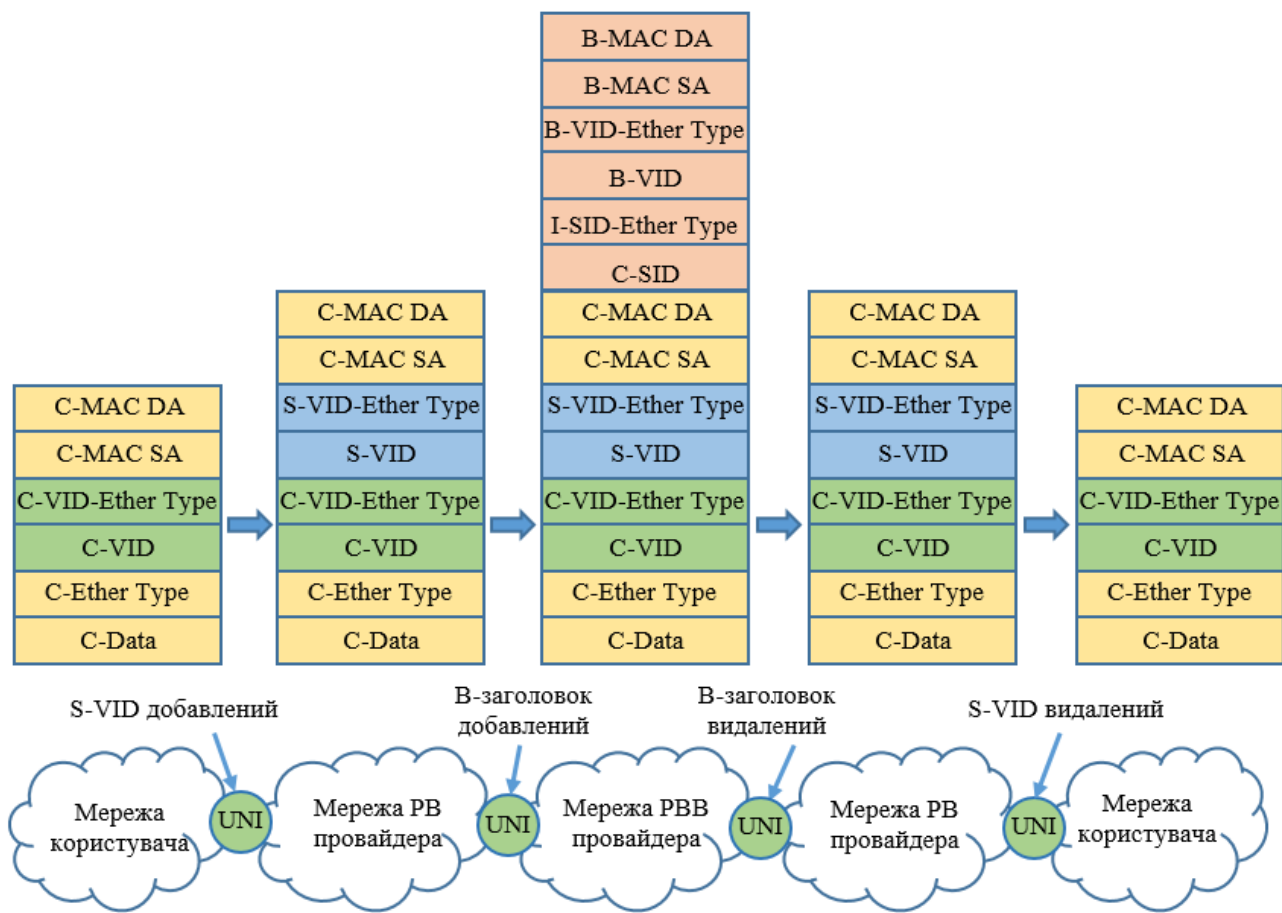 C-MAC DA
C-MAC SA
C-VID-Ether Type
C-VID
C-Ether Type
C-Data
C-MAC DA
C-MAC SA
S-VID-Ether Type
S-VID
C-VID-Ether Type
C-VID
C-Ether Type
C-Data
B-MAC DA
B-MAC SA
B-VID-Ether Type
B-VID
I-SID-Ether Type
C-SID
C-MAC DA
C-MAC SA
S-VID-Ether Type
S-VID
C-VID-Ether Type
C-VID
C-Ether Type
C-Data
C-MAC DA
C-MAC SA
S-VID-Ether Type
S-VID
C-VID-Ether Type
C-VID
C-Ether Type
C-Data
C-MAC DA
C-MAC SA
C-VID-Ether Type
C-VID
C-Ether Type
C-Data
S-VID добавлений
В-заголовок
добавлений
В-заголовок
видалений
S-VID видалений
Мережа
користувача
UNI
Мережа PB
провайдера
UNI
Мережа PBB
провайдера
UNI
Мережа PB
провайдера
UNI
Мережа
користувача